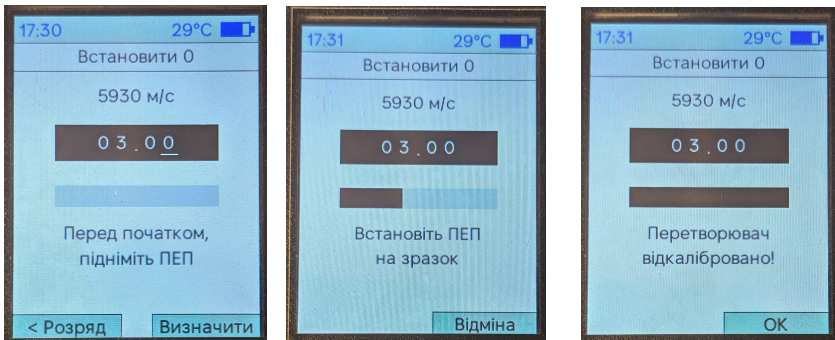 17:30 29°C
Встановити 0
5930 м/с
03.00
Перед початком,
підніміть ПЕП
< Розряд Визначити
17:31 29°C
Встановити 0
5930 м/с
03.00
Встановіть ПЕП
на зразок
Відміна
17:31 29°C
Встановити 0
5930 м/с
03.00
Перетворювач
відкалібровано!
OK